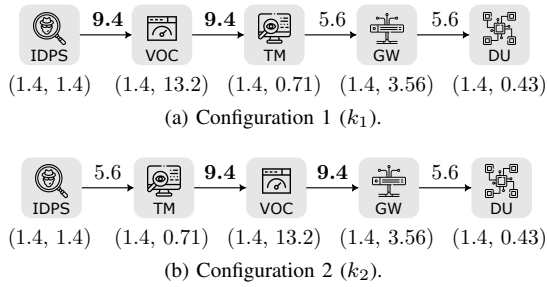 9.4 9.4 5.6 5.6
IDPS VOC TM GW DU
(1.4, 1.4) (1.4, 13.2) (1.4, 0.71) (1.4, 3.56) (1.4, 0.43)
(a) Configuration 1 (k₁).
5.6 9.4 9.4 5.6
IDPS TM VOC GW DU
(1.4, 1.4) (1.4, 0.71) (1.4, 13.2) (1.4, 3.56) (1.4, 0.43)
(b) Configuration 2 (k₂).